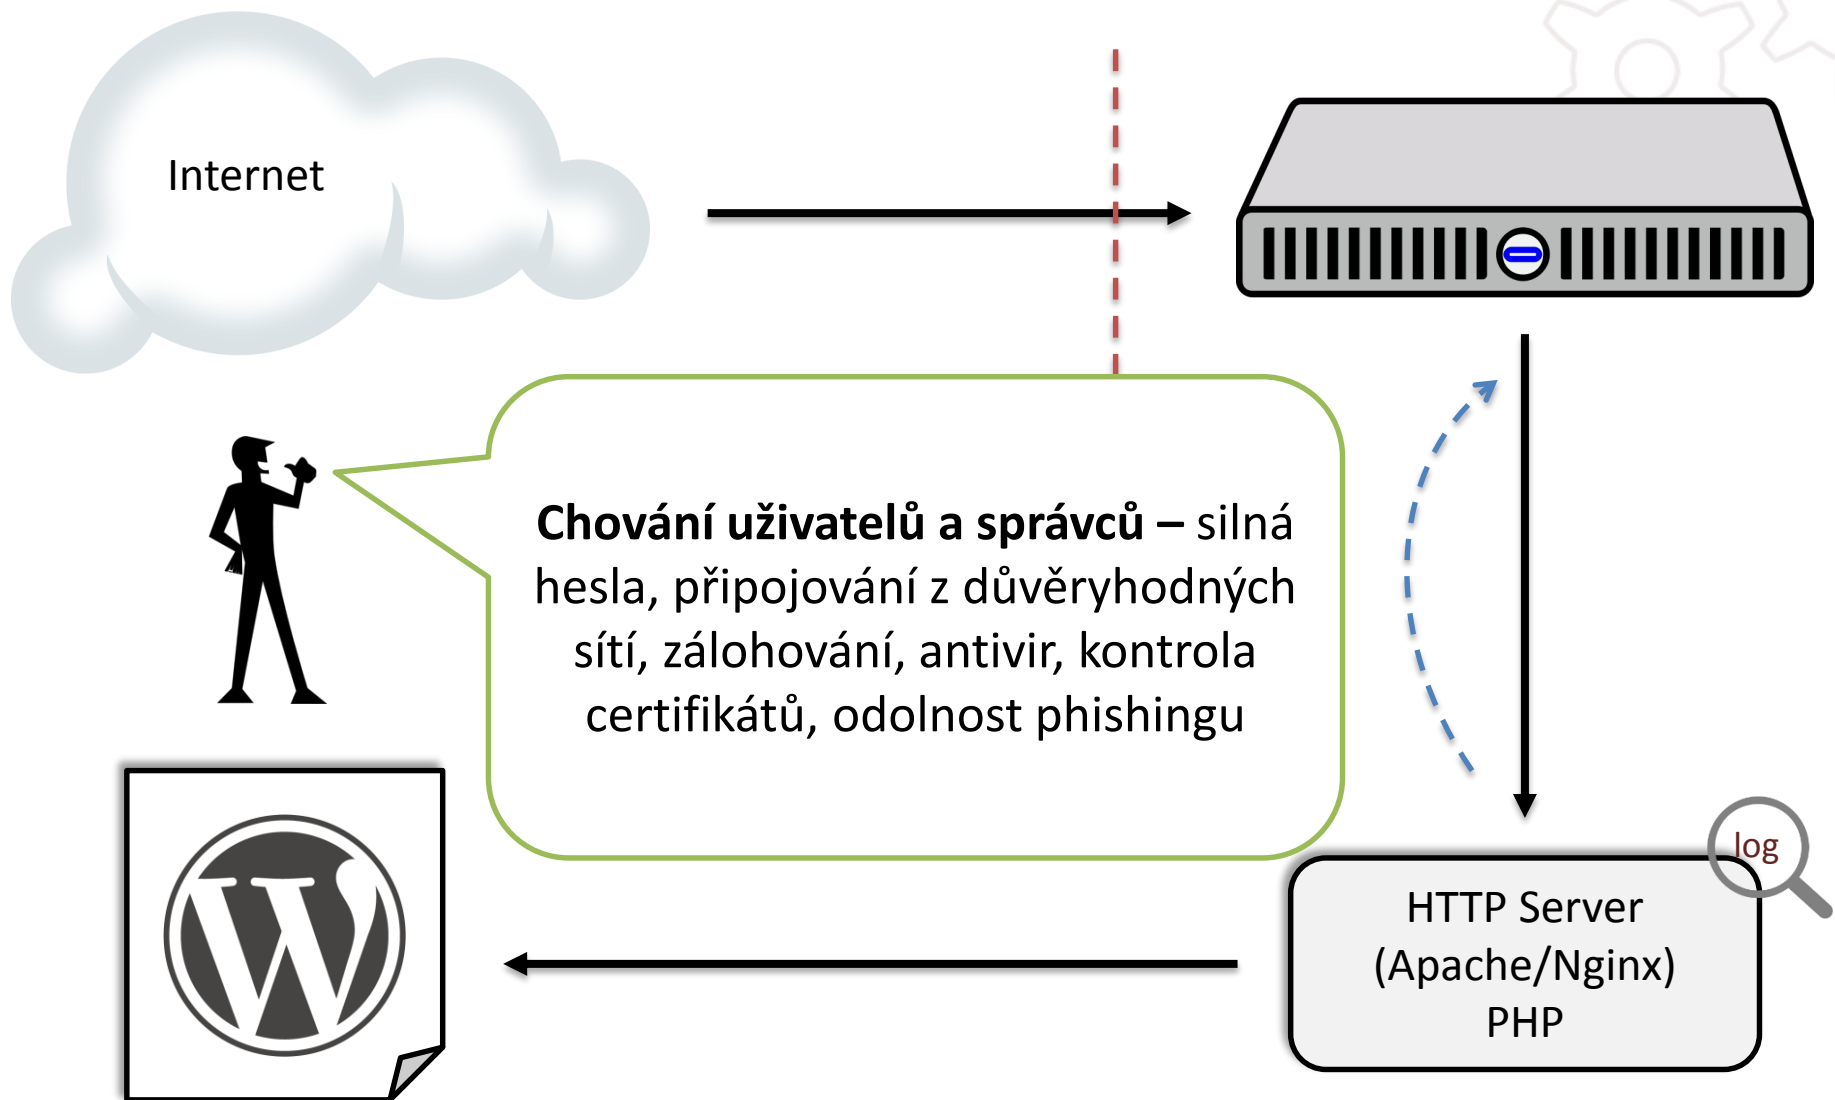 Internet
Chování uživatelů a správců – silná
hesla, připojování z důvěryhodných
sítí, zálohování, antivir, kontrola
certifikátů, odolnost phishingu
log
HTTP Server
(Apache/Nginx)
PHP